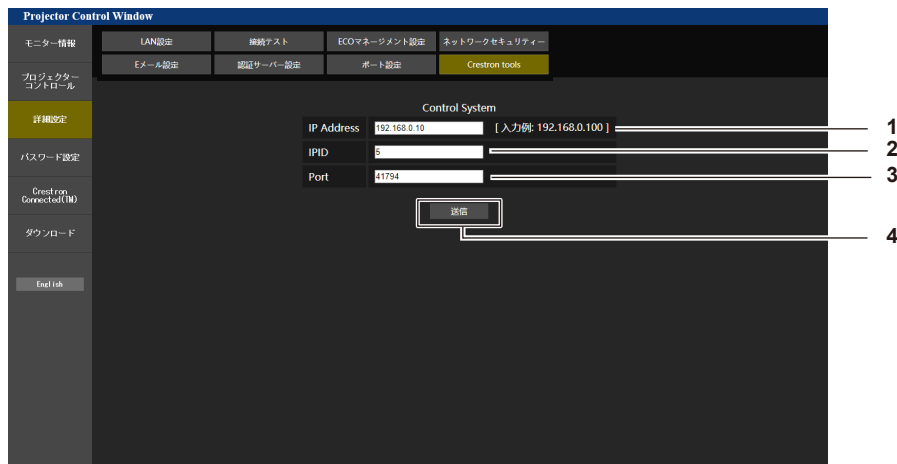 Projector Control Window
モニター情報
プロジェクター
コントロール
詳細設定
パスワード設定
Crestron
Connected(TM)
ダウンロード
English
LAN設定 接続テスト ECOマネージメント設定 ネットワークセキュリティー
Eメール設定 認証サーバー設定 ポート設定 Crestron tools
Control System
IP Address 192.168.0.10 [ 入力例: 192.168.0.100 ] 1
IPID 5 2
Port 41794 3
送信 4